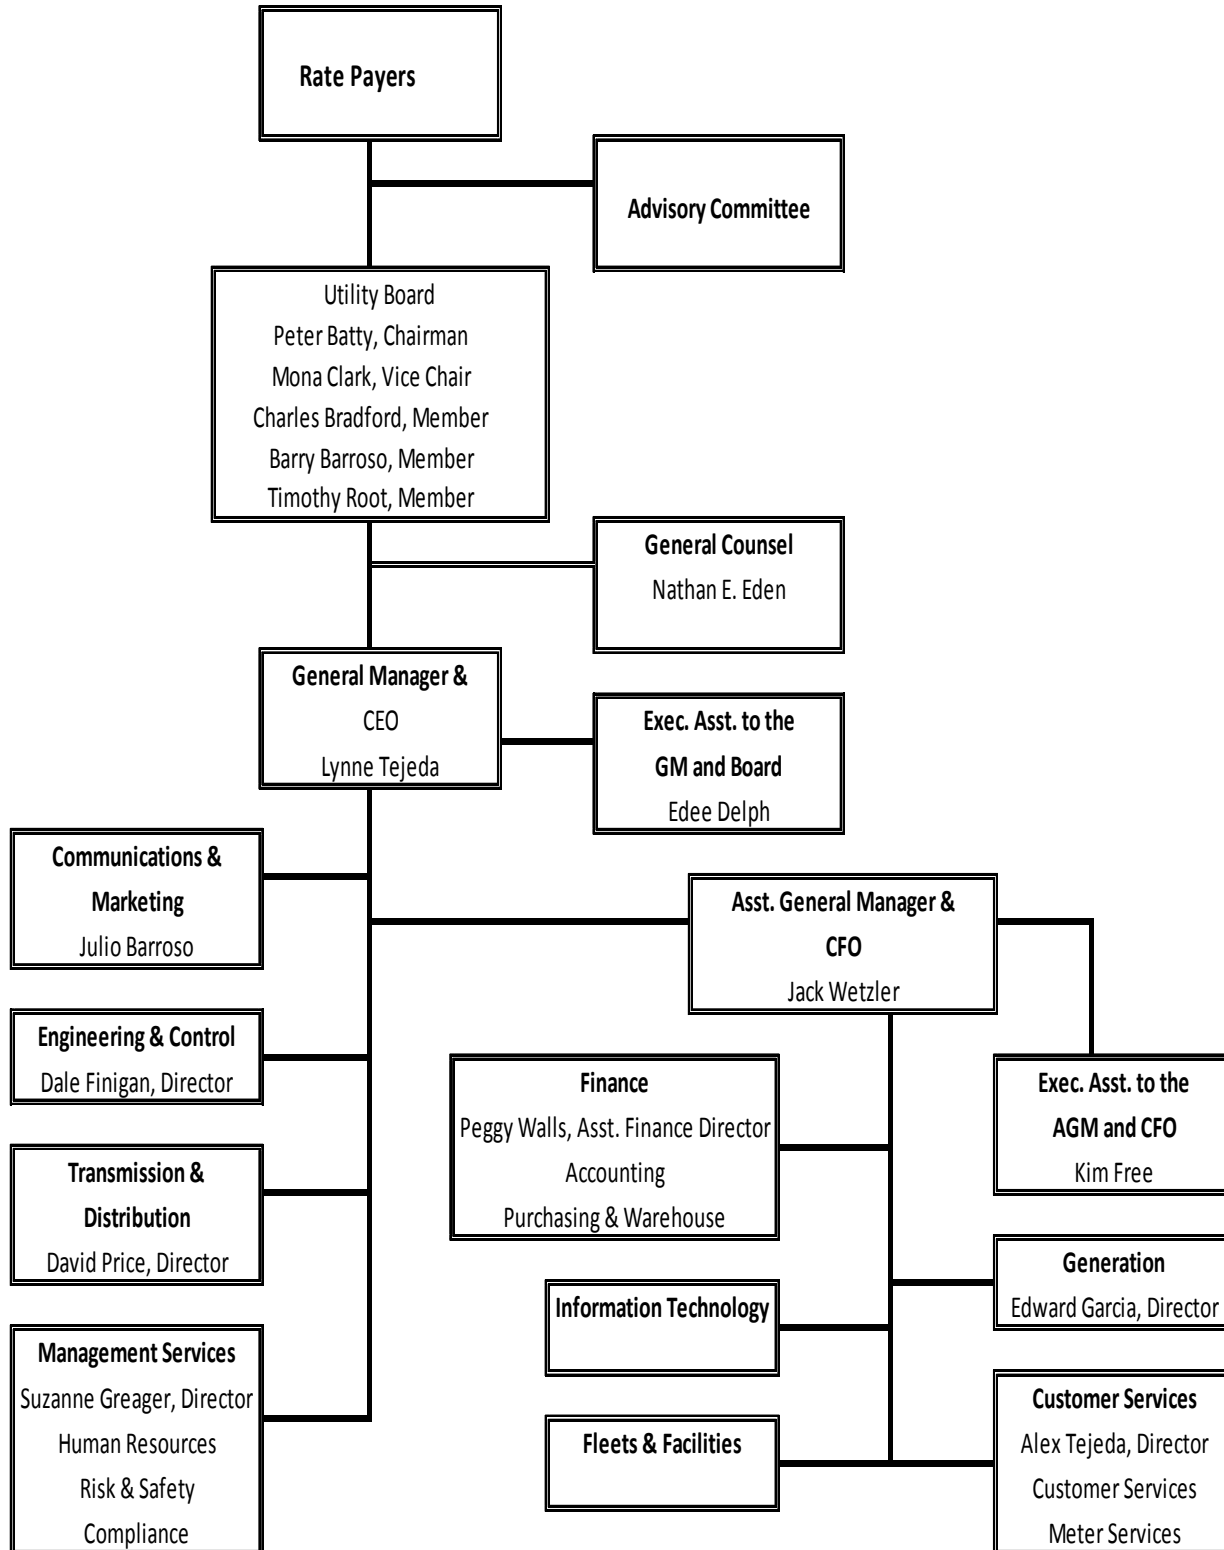 Rate Payers
Advisory Committee
Utility Board
Peter Batty, Chairman
Mona Clark, Vice Chair
Charles Bradford, Member
Barry Barroso, Member
Timothy Root, Member
General Counsel
Nathan E. Eden
General Manager &
CEO
Lynne Tejeda
Exec. Asst. to the
GM and Board
Edee Delph
Communications &
Marketing
Julio Barroso
Asst. General Manager &
CFO
Jack Wetzler
Engineering & Control
Dale Finigan, Director
Finance
Peggy Walls, Asst. Finance Director
Accounting
Purchasing & Warehouse
Exec. Asst. to the
AGM and CFO
Kim Free
Transmission &
Distribution
David Price, Director
Generation
Edward Garcia, Director
Information Technology
Management Services
Suzanne Greager, Director
Human Resources
Risk & Safety
Compliance
Fleets & Facilities
Customer Services
Alex Tejeda, Director
Customer Services
Meter Services